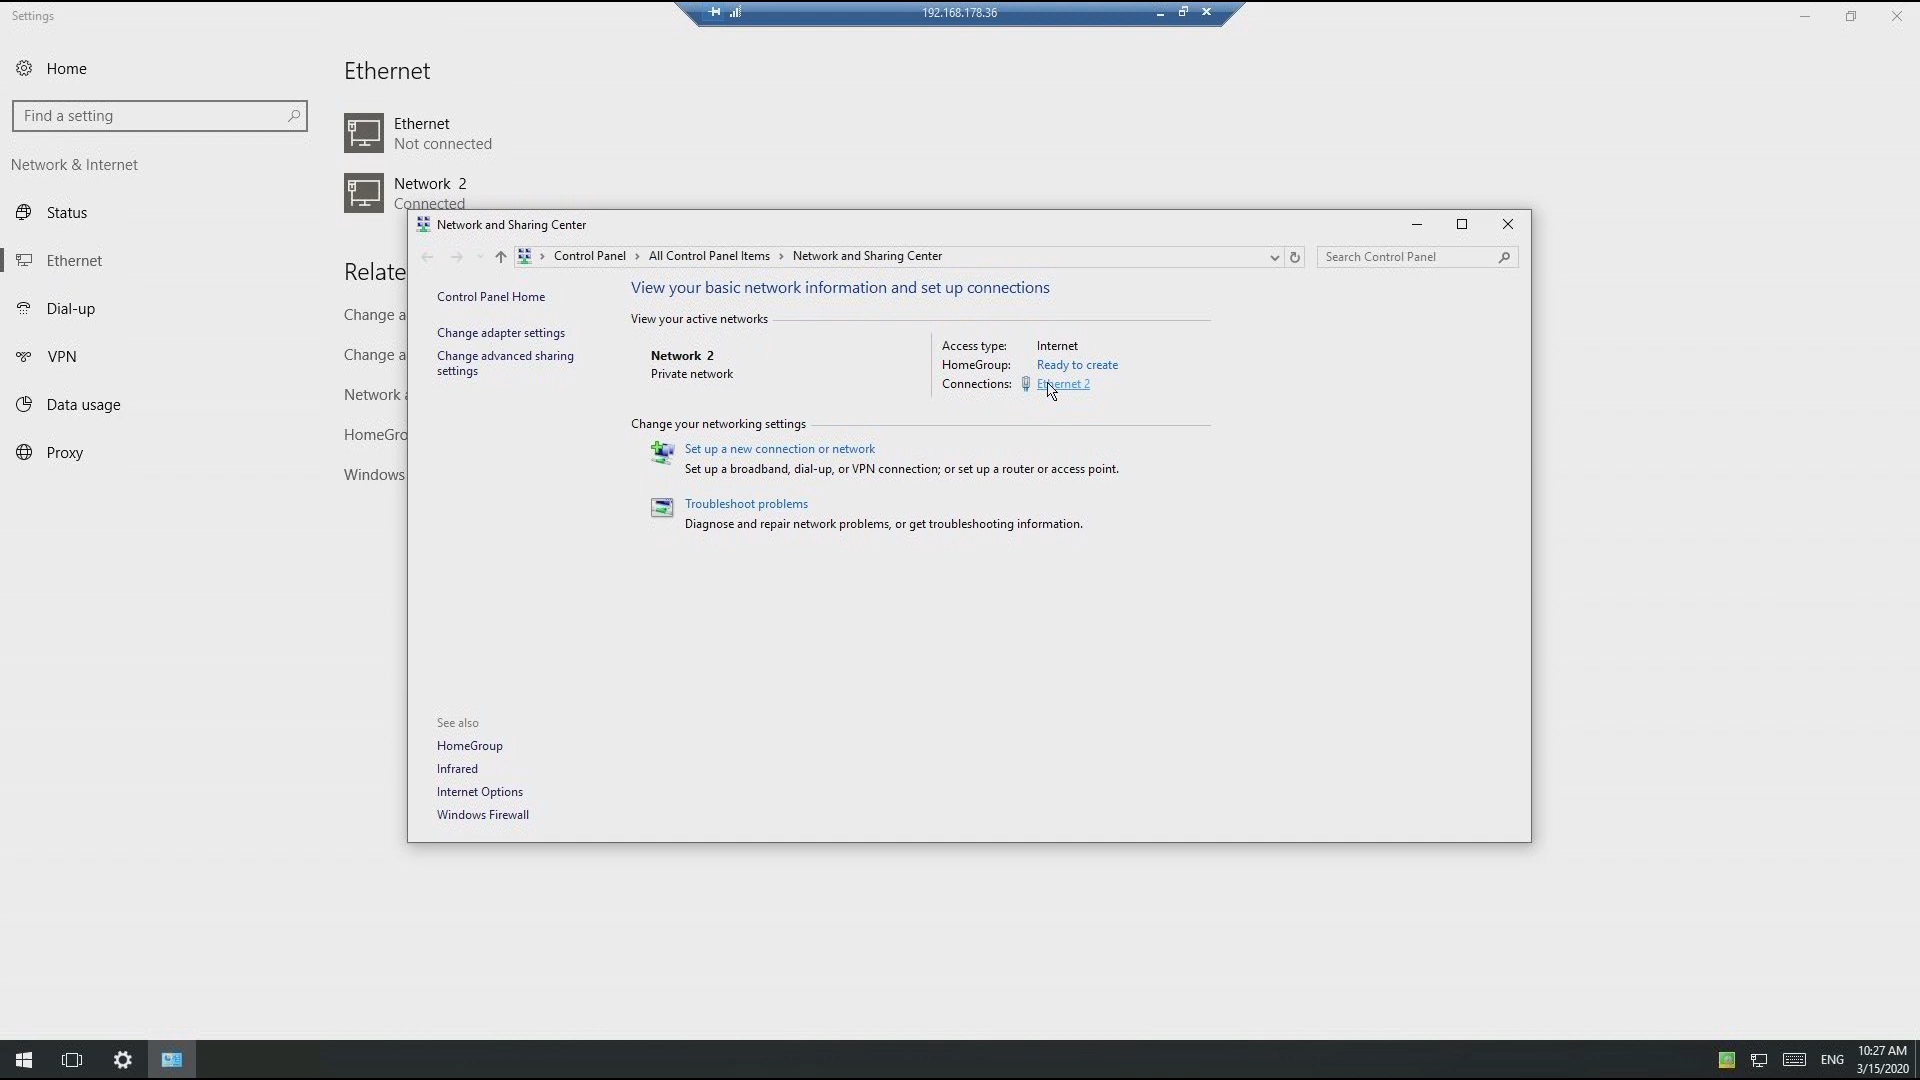 Settings
192.168.178.36
Home
Find a setting
Network & Internet
Status
Ethernet
Dial-up
VPN
Data usage
Proxy
Ethernet
Ethernet
Not connected
Network 2
Connected
Relate
Change a
Change a
Network a
HomeGro
Windows
Network and Sharing Center
Control Panel
All Control Panel Items
Network and Sharing Center
Search Control Panel
Control Panel Home
Change adapter settings
Change advanced sharing
settings
View your basic network information and set up connections
View your active networks
Network 2
Private network
Access type: Internet
HomeGroup: Ready to create
Connections: Ethernet 2
Change your networking settings
Set up a new connection or network
Set up a broadband, dial-up, or VPN connection; or set up a router or access point.
Troubleshoot problems
Diagnose and repair network problems, or get troubleshooting information.
See also
HomeGroup
Infrared
Internet Options
Windows Firewall
ENG
10:27 AM
3/15/2020